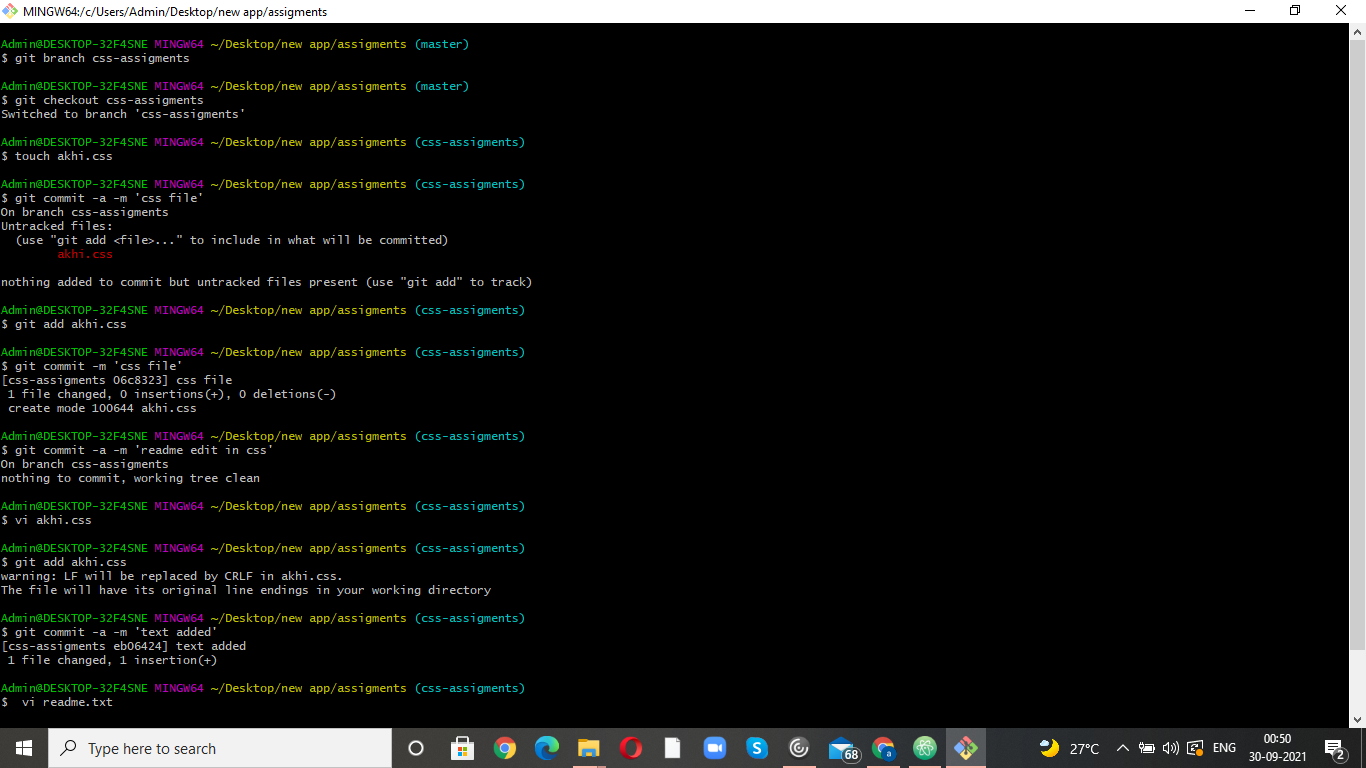 MINGW64:/c/Users/Admin/Desktop/new app/assigments
Admin@DESKTOP-32F4SNE MINGW64 ~/Desktop/new app/assigments (master)
$ git branch css-assigments
Admin@DESKTOP-32F4SNE MINGW64 ~/Desktop/new app/assigments (master)
$ git checkout css-assigments
Switched to branch 'css-assigments'
Admin@DESKTOP-32F4SNE MINGW64 ~/Desktop/new app/assigments (css-assigments)
$ touch akhi.css
Admin@DESKTOP-32F4SNE MINGW64 ~/Desktop/new app/assigments (css-assigments)
$ git commit -a -m 'css file'
On branch css-assigments
Untracked files:
  (use "git add <file>..." to include in what will be committed)
        akhi.css
nothing added to commit but untracked files present (use "git add" to track)
Admin@DESKTOP-32F4SNE MINGW64 ~/Desktop/new app/assigments (css-assigments)
$ git add akhi.css
Admin@DESKTOP-32F4SNE MINGW64 ~/Desktop/new app/assigments (css-assigments)
$ git commit -m 'css file'
[css-assigments 06c8323] css file
 1 file changed, 0 insertions(+), 0 deletions(-)
 create mode 100644 akhi.css
Admin@DESKTOP-32F4SNE MINGW64 ~/Desktop/new app/assigments (css-assigments)
$ git commit -a -m 'readme edit in css'
On branch css-assigments
nothing to commit, working tree clean
Admin@DESKTOP-32F4SNE MINGW64 ~/Desktop/new app/assigments (css-assigments)
$ vi akhi.css
Admin@DESKTOP-32F4SNE MINGW64 ~/Desktop/new app/assigments (css-assigments)
$ git add akhi.css
warning: LF will be replaced by CRLF in akhi.css.
The file will have its original line endings in your working directory
Admin@DESKTOP-32F4SNE MINGW64 ~/Desktop/new app/assigments (css-assigments)
$ git commit -a -m 'text added'
[css-assigments eb06424] text added
 1 file changed, 1 insertion(+)
Admin@DESKTOP-32F4SNE MINGW64 ~/Desktop/new app/assigments (css-assigments)
$  vi readme.txt
Type here to search
68
a
27°C
ENG
00:50
30-09-2021
2